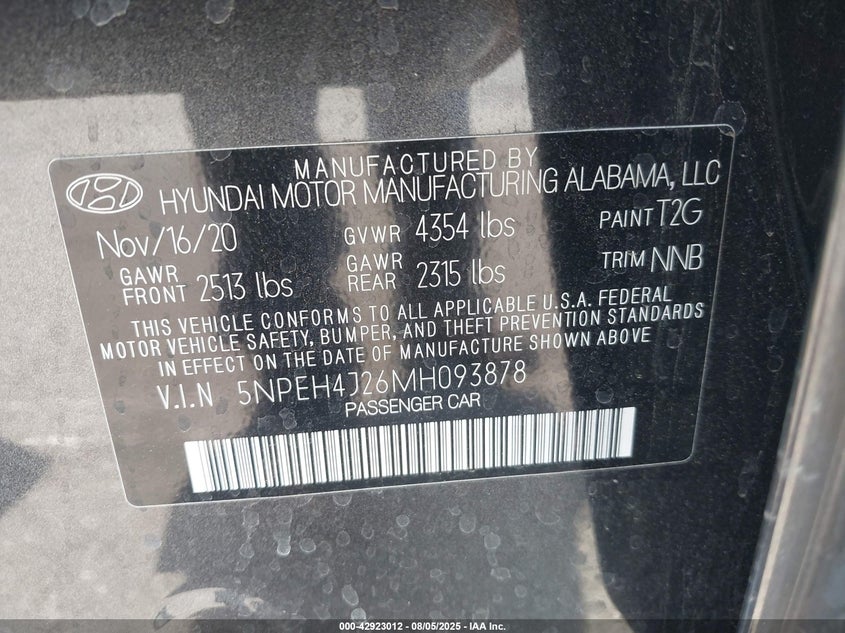 MANUFACTURED BY
HYUNDAI MOTOR MANUFACTURING ALABAMA, LLC
Nov/16/20 GVWR 4354 lbs PAINT T2G
GAWR FRONT 2513 lbs GAWR REAR 2315 lbs TRIM NNB
THIS VEHICLE CONFORMS TO ALL APPLICABLE U.S.A. FEDERAL
MOTOR VEHICLE SAFETY, BUMPER, AND THEFT PREVENTION STANDARDS
IN EFFECT ON THE DATE OF MANUFACTURE SHOWN ABOVE
V.I.N 5NPEH4J26MH093878
PASSENGER CAR
000-42923012 - 08/05/2025 - IAA Inc.